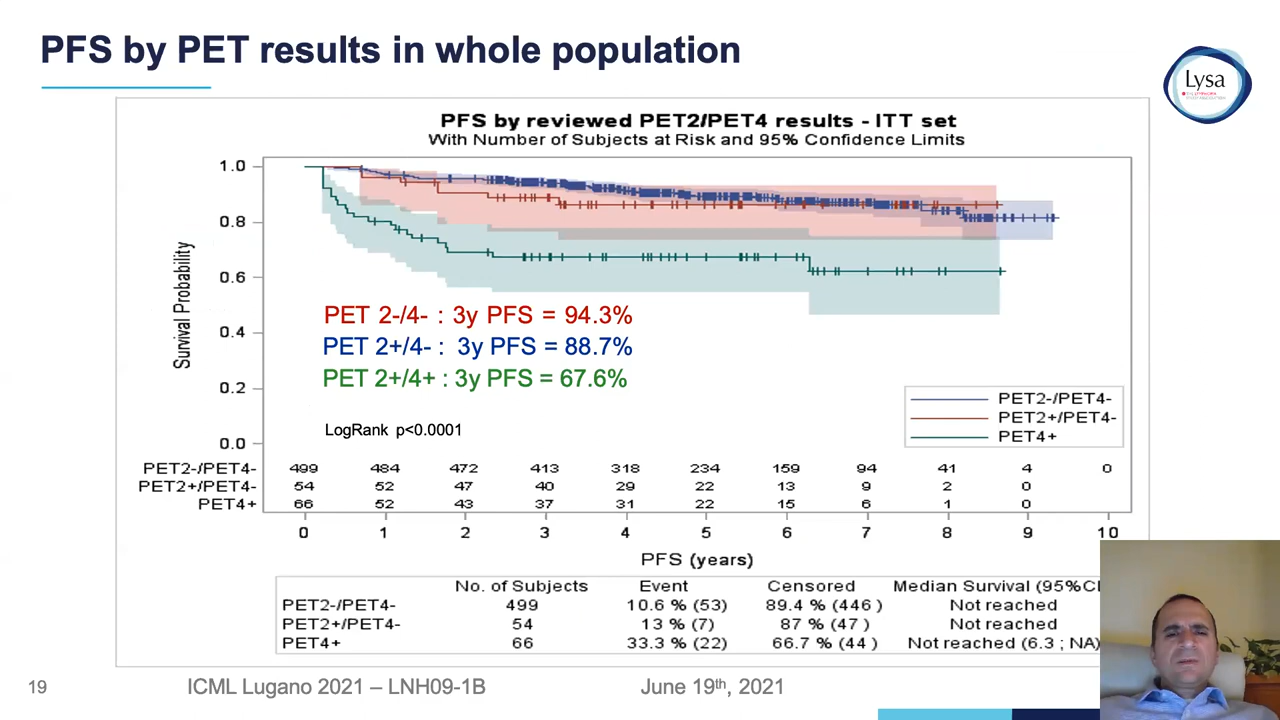 PFS by PET results in whole population
Lysa
PFS by reviewed PET2/PET4 results - ITT set
With Number of Subjects at Risk and 95% Confidence Limits
1.0
0.8
0.6
0.4
0.2
0.0
Survival Probability
PET 2-/4- : 3y PFS = 94.3%
PET 2+/4- : 3y PFS = 88.7%
PET 2+/4+ : 3y PFS = 67.6%
LogRank p<0.0001
PET2-/PET4-
PET2+/PET4-
PET4+
PET2-/PET4- 499 484 472 413 318 234 159 94 41 4 0
PET2+/PET4- 54 52 47 40 29 22 13 9 2 0
PET4+ 66 52 43 37 31 22 15 6 1 0
0 1 2 3 4 5 6 7 8 9 10
PFS (years)
No. of Subjects Event Censored Median Survival (95%CI
PET2-/PET4- 499 10.6 % (53) 89.4 % (446 ) Not reached
PET2+/PET4- 54 13 % (7) 87 % (47 ) Not reached
PET4+ 66 33.3 % (22) 66.7 % (44 ) Not reached (6.3 ; NA)
19 ICML Lugano 2021 – LNH09-1B June 19th, 2021